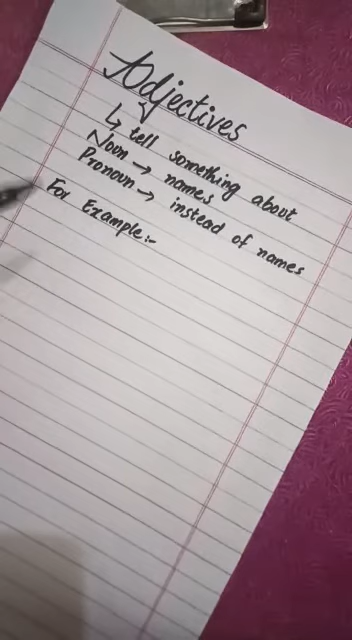 Adjectives
↳ tell something about
Noun → names
Pronoun → instead of names
For Example:-